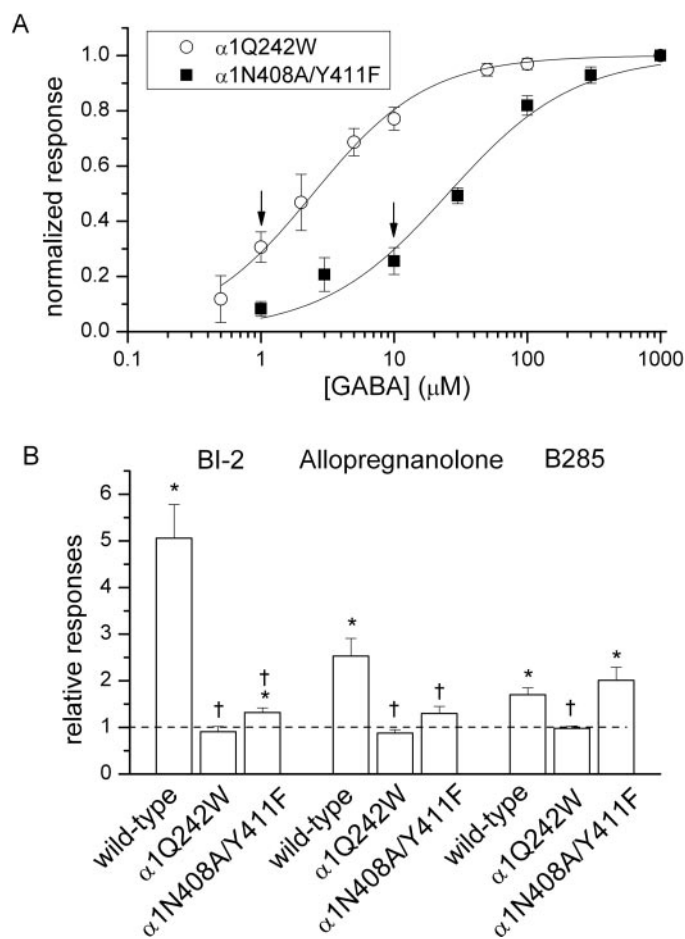 A
α1Q242W
α1N408A/Y411F
normalized response
1.0
0.8
0.6
0.4
0.2
0.0
0.1 1 10 100 1000
[GABA] (μM)
B
BI-2 Allopregnanolone B285
relative responses
6
5
4
3
2
1
0
* † † * * † † * † *
wild-type
α1Q242W
α1N408A/Y411F
wild-type
α1Q242W
α1N408A/Y411F
wild-type
α1Q242W
α1N408A/Y411F